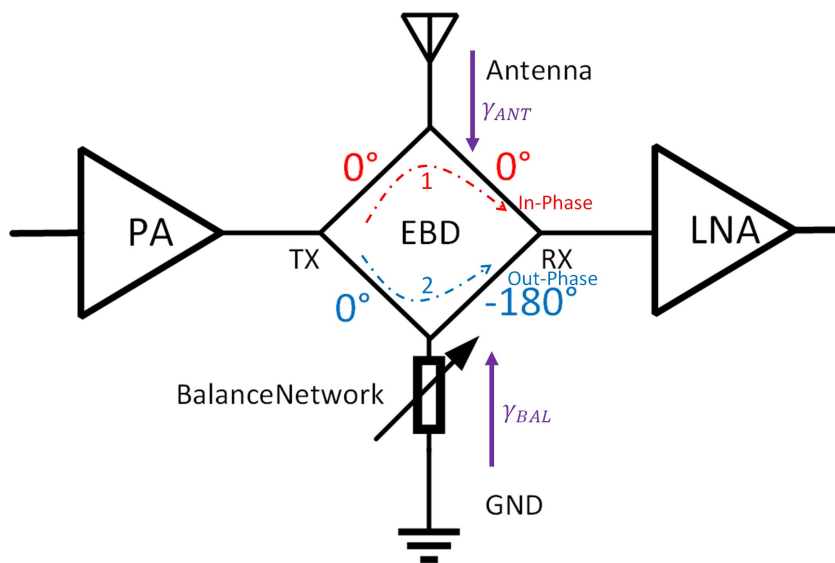 Antenna
γ_ANT
0°
0°
1
In-Phase
PA
EBD
LNA
TX
RX
2
Out-Phase
0°
-180°
BalanceNetwork
γ_BAL
GND